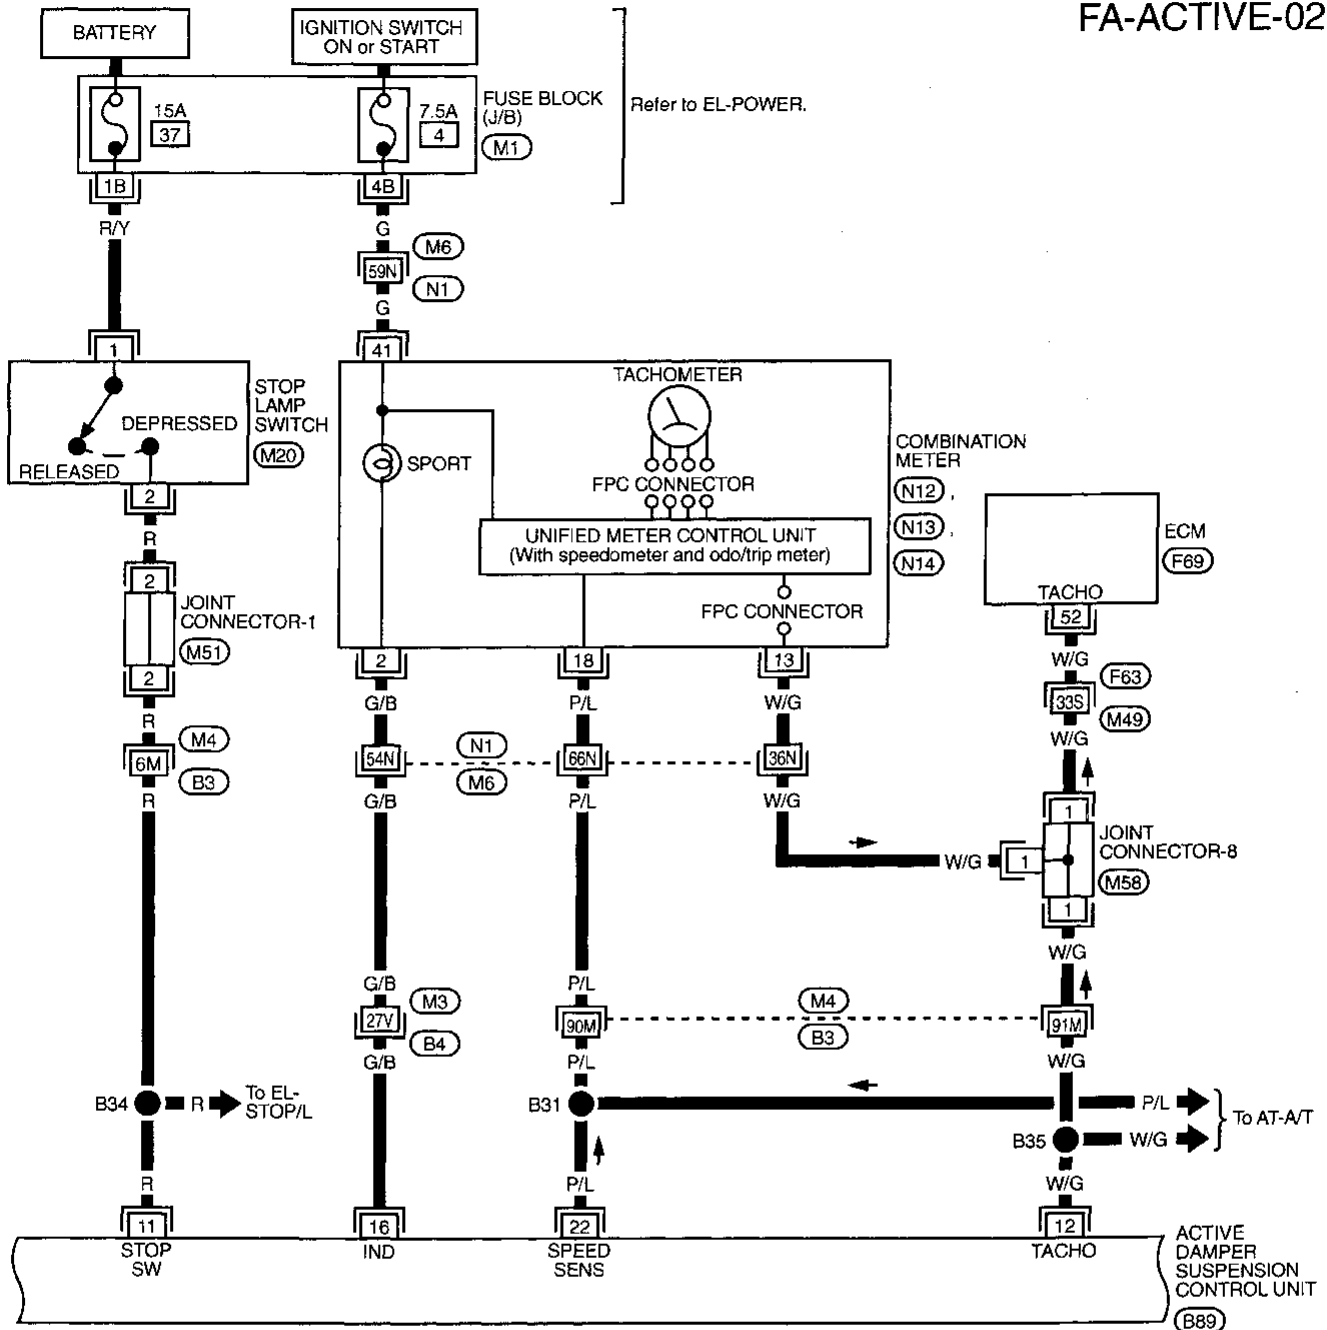 FA-ACTIVE-02
BATTERY
IGNITION SWITCH
ON or START
15A
37
7.5A
4
FUSE BLOCK
(J/B)
M1
Refer to EL-POWER.
1B
4B
R/Y
G
M6
59N
N1
G
1
41
STOP
LAMP
SWITCH
M20
DEPRESSED
RELEASED
2
TACHOMETER
SPORT
FPC CONNECTOR
UNIFIED METER CONTROL UNIT
(With speedometer and odo/trip meter)
FPC CONNECTOR
COMBINATION
METER
N12 ,
N13 ,
N14
ECM
F69
TACHO
52
R
2
JOINT
CONNECTOR-1
M51
2
R
M4
6M
B3
R
2
18
13
G/B
P/L
W/G
54N
N1
M6
66N
36N
G/B
P/L
W/G
W/G
F63
33S
M49
W/G
1
W/G
1
JOINT
CONNECTOR-8
M58
1
W/G
G/B
M3
27V
B4
G/B
P/L
90M
M4
B3
91M
P/L
W/G
B34
R
To EL-
STOP/L
B31
P/L
To AT-A/T
B35
W/G
R
P/L
W/G
11
16
22
12
STOP
SW
IND
SPEED
SENS
TACHO
ACTIVE
DAMPER
SUSPENSION
CONTROL UNIT
B89